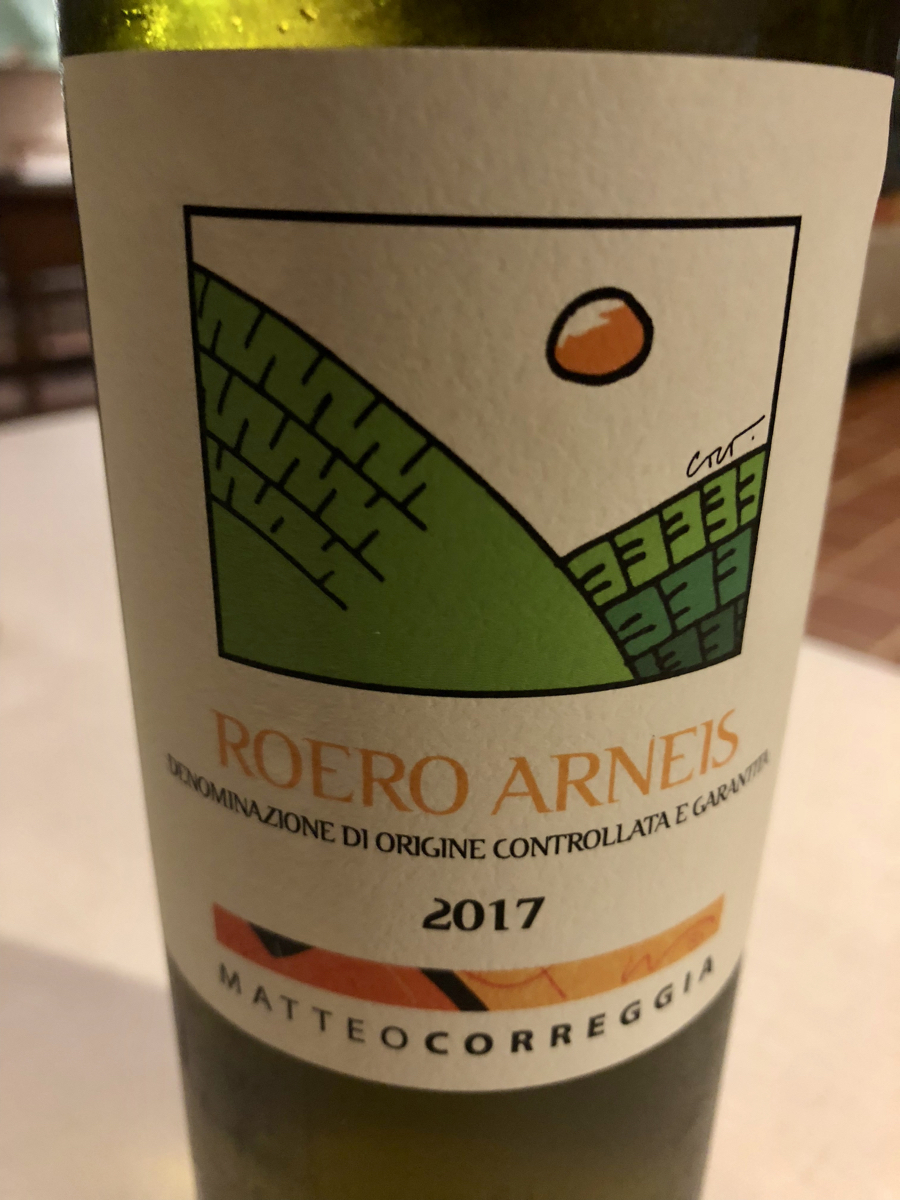 ROERO ARNEIS
DENOMINAZIONE DI ORIGINE CONTROLLATA E GARANTITA
2017
MATTEOCORREGGIA